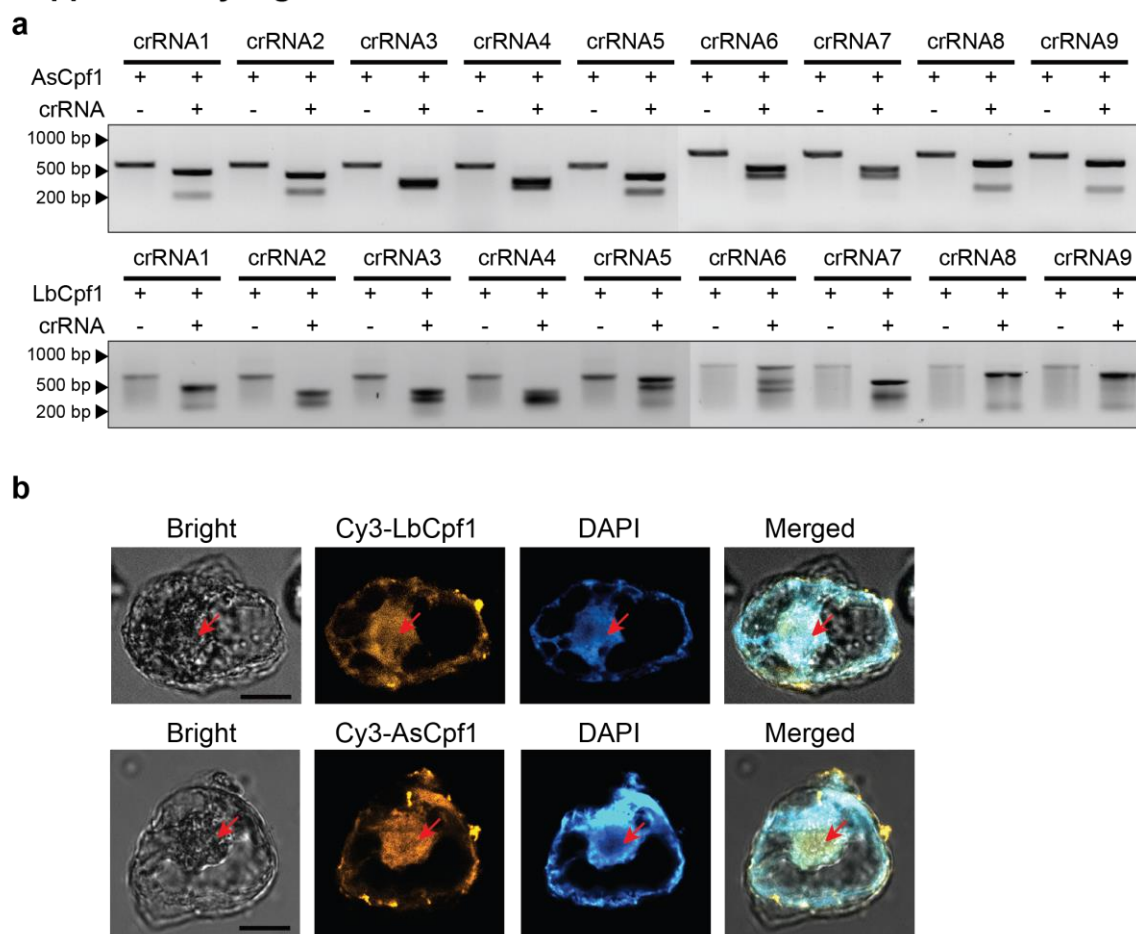 a
crRNA1 crRNA2 crRNA3 crRNA4 crRNA5 crRNA6 crRNA7 crRNA8 crRNA9
AsCpf1 + + + + + + + + + + + + + + + + + +
crRNA - + - + - + - + - + - + - + - + - +
1000 bp
500 bp
200 bp
crRNA1 crRNA2 crRNA3 crRNA4 crRNA5 crRNA6 crRNA7 crRNA8 crRNA9
LbCpf1 + + + + + + + + + + + + + + + + + +
crRNA - + - + - + - + - + - + - + - + - +
1000 bp
500 bp
200 bp
b
Bright Cy3-LbCpf1 DAPI Merged
Bright Cy3-AsCpf1 DAPI Merged